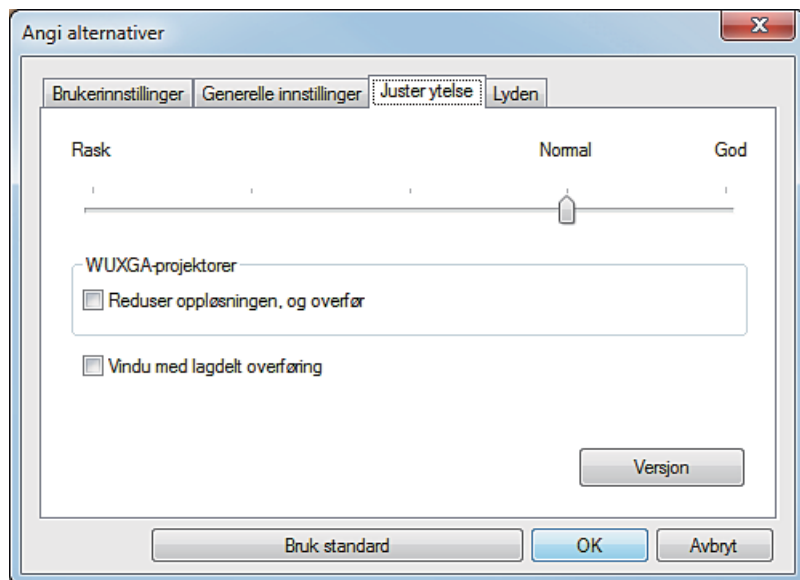 Angi alternativer
Brukerinnstillinger Generelle innstillinger Juster ytelse Lyden
Rask Normal God
WUXGA-projektorer
Reduser oppløsningen, og overfør
Vindu med lagdelt overføring
Versjon
Bruk standard OK Avbryt